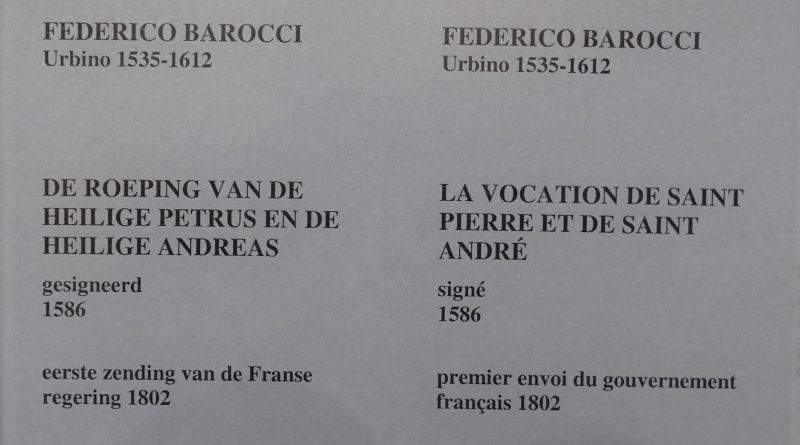 FEDERICO BAROCCI
Urbino 1535-1612
DE ROEPING VAN DE
HEILIGE PETRUS EN DE
HEILIGE ANDREAS
gesigneerd
1586
eerste zending van de Franse
regering 1802
FEDERICO BAROCCI
Urbino 1535-1612
LA VOCATION DE SAINT
PIERRE ET DE SAINT
ANDRÉ
signé
1586
premier envoi du gouvernement
français 1802